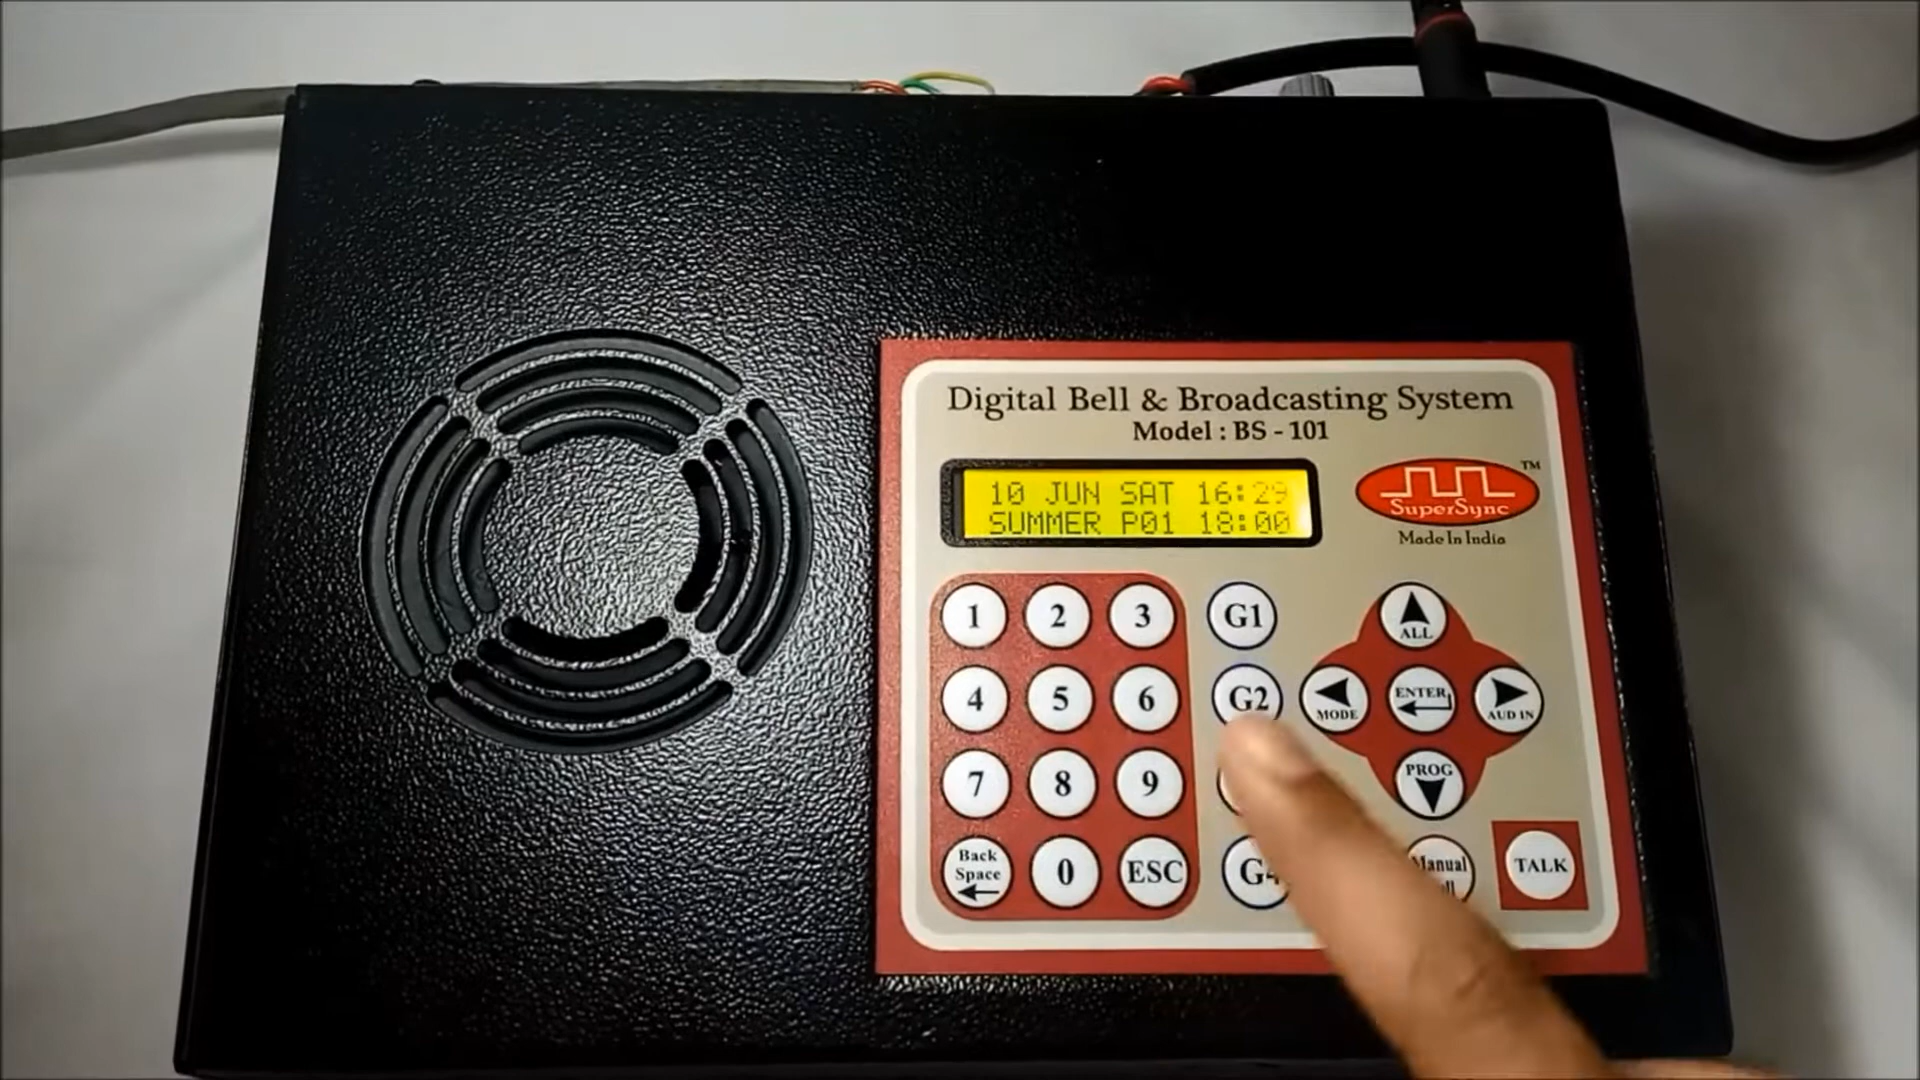 Digital Bell & Broadcasting System
Model : BS - 101
10 JUN SAT 16:29
SUMMER P01 18:00
TM
SuperSync
Made In India
1 2 3 G1
ALL
4 5 6 G2
MODE
ENTER
AUD IN
7 8 9
PROG
Back Space
0 ESC
Manual
TALK